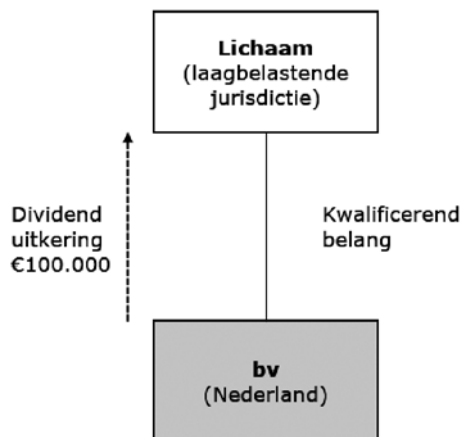 Lichaam
(laagbelastende
jurisdictie)
Dividend
uitkering
€100.000
Kwalificerend
belang
bv
(Nederland)